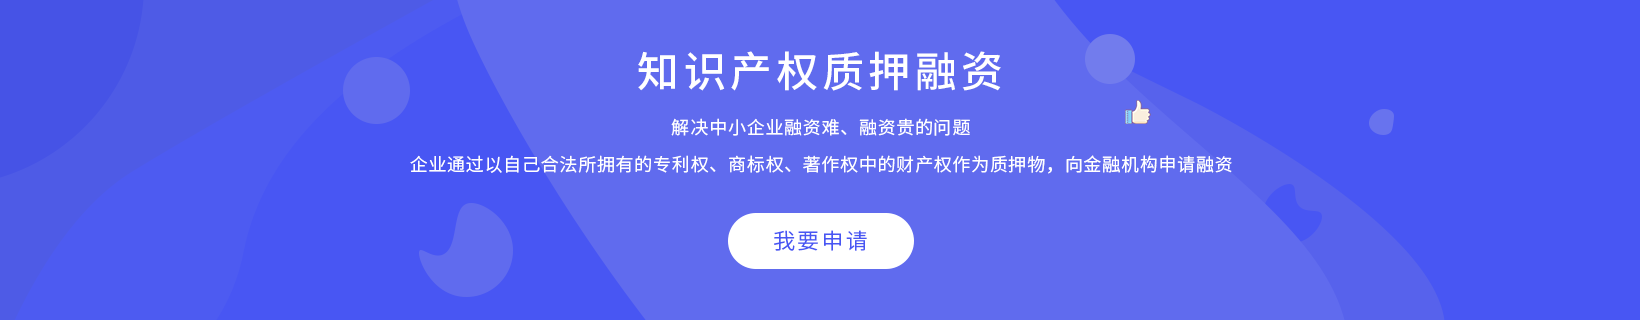 知识产权质押融资
解决中小企业融资难、融资贵的问题
企业通过以自己合法所拥有的专利权、商标权、著作权中的财产权作为质押物，向金融机构申请融资
我要申请